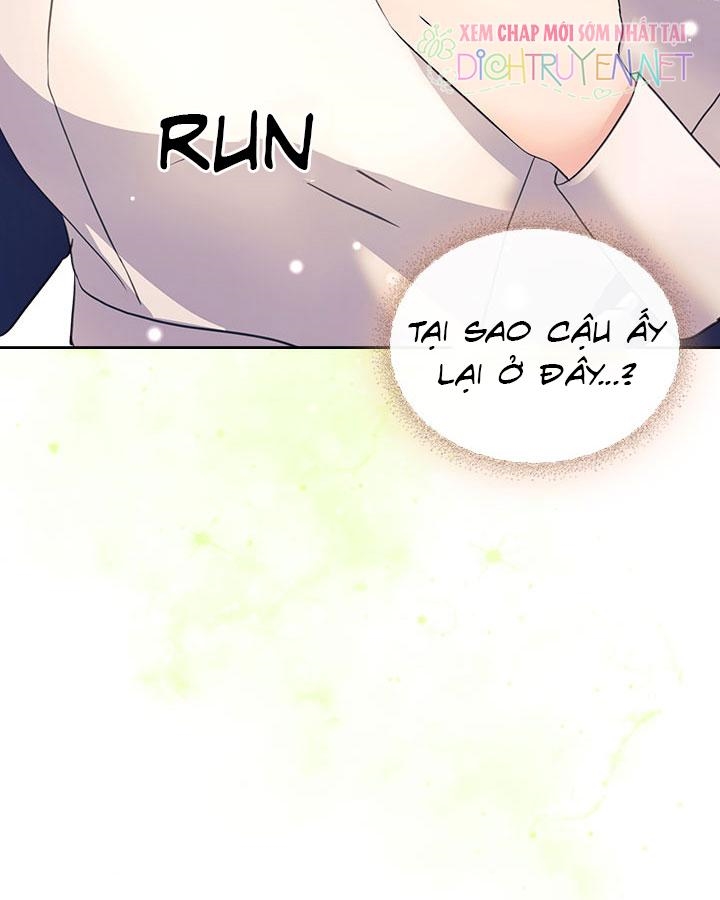 XEM CHAP MỚI SỚM NHẤT TẠI
DICHTRUYEN.NET
RUN
TẠI SAO CẬU ẤY
LẠI Ở ĐÂY...?